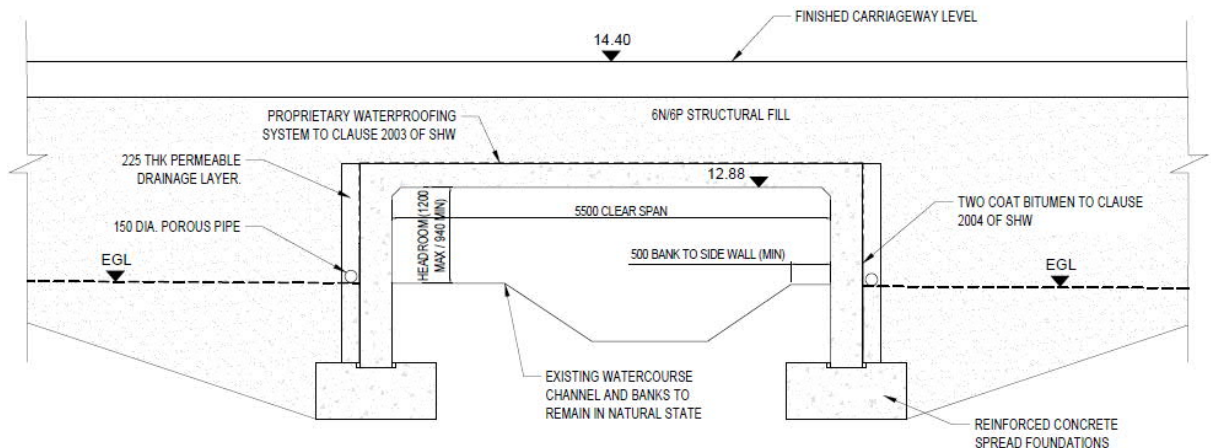 FINISHED CARRIAGEWAY LEVEL
14.40
PROPRIETARY WATERPROOFING
SYSTEM TO CLAUSE 2003 OF SHW
6N/6P STRUCTURAL FILL
225 THK PERMEABLE
DRAINAGE LAYER.
12.88
HEADROOM (1200
MAX / 940 MIN)
5500 CLEAR SPAN
TWO COAT BITUMEN TO CLAUSE
2004 OF SHW
150 DIA. POROUS PIPE
500 BANK TO SIDE WALL (MIN)
EGL
EGL
EXISTING WATERCOURSE
CHANNEL AND BANKS TO
REMAIN IN NATURAL STATE
REINFORCED CONCRETE
SPREAD FOUNDATIONS